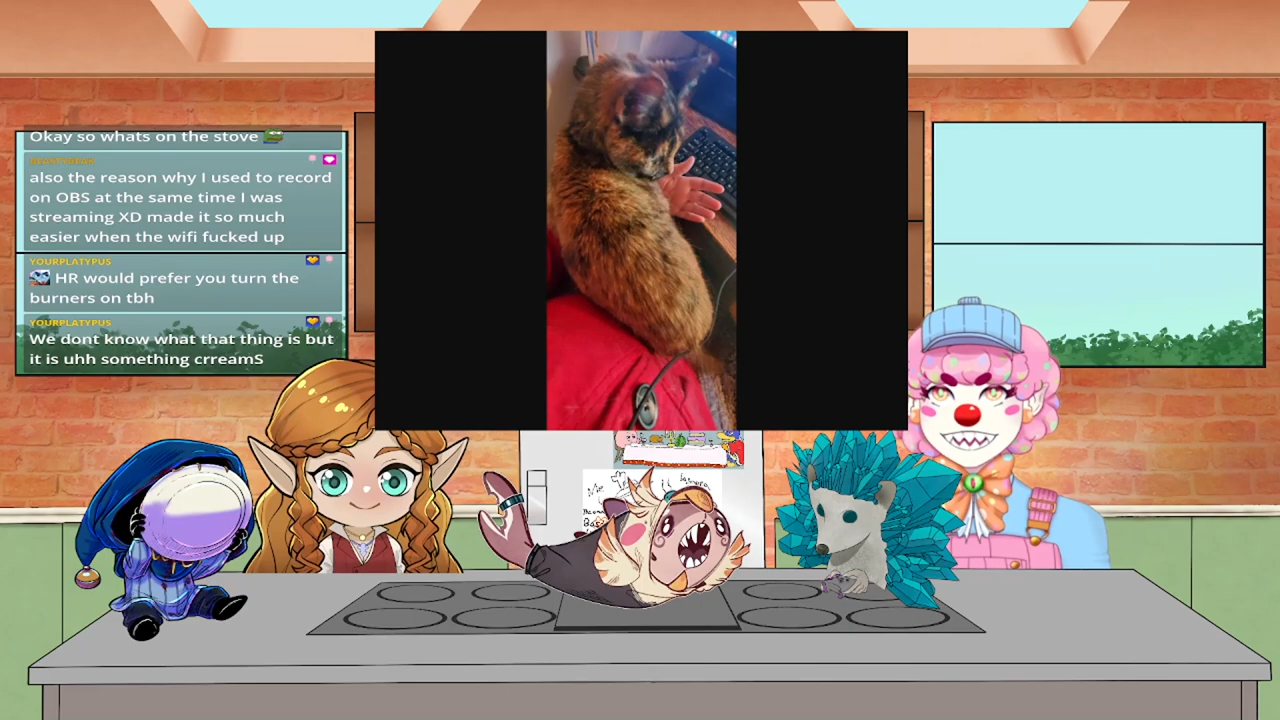 Okay so whats on the stove
BEASTYBEAN
also the reason why I used to record
on OBS at the same time I was
streaming XD made it so much
easier when the wifi fucked up
YOURPLATYPUS
HR would prefer you turn the
burners on tbh
YOURPLATYPUS
We dont know what that thing is but
it is uhh something crreamS
Me